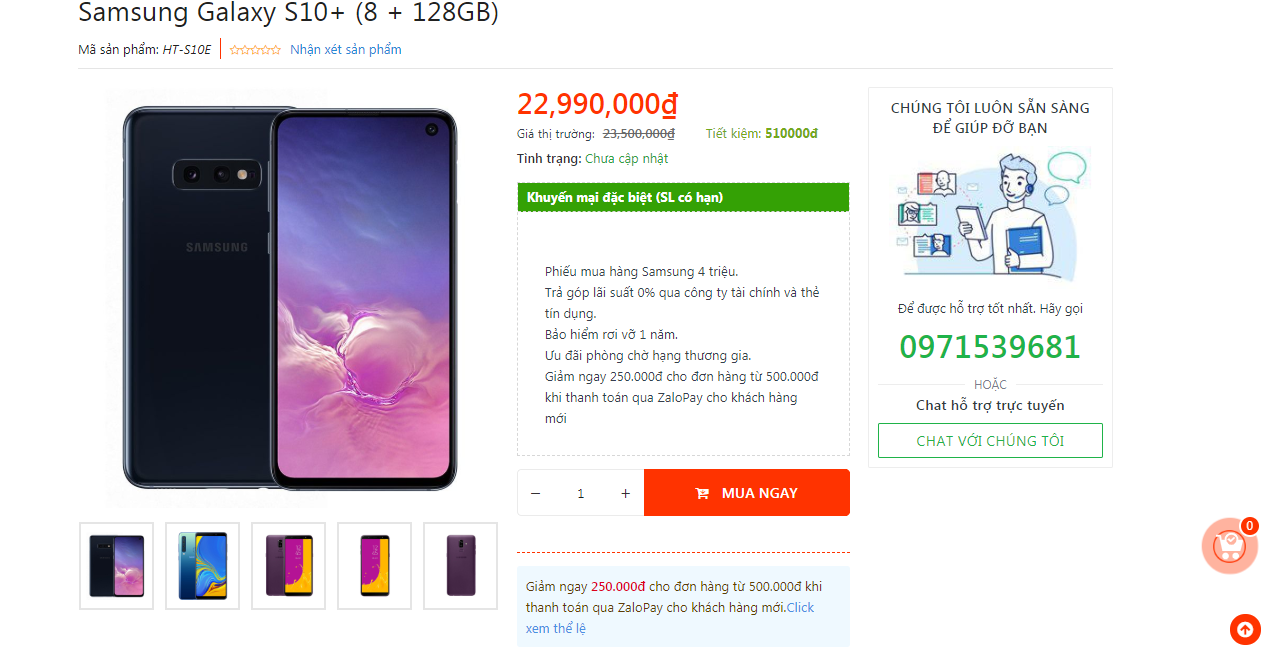 Samsung Galaxy S10+ (8 + 128GB)
Mã sản phẩm: HT-S10E
Nhận xét sản phẩm
SAMSUNG
22,990,000₫
Giá thị trường: 23,500,000₫ Tiết kiệm: 510000đ
Tình trạng: Chưa cập nhật
Khuyến mại đặc biệt (SL có hạn)
Phiếu mua hàng Samsung 4 triệu.
Trả góp lãi suất 0% qua công ty tài chính và thẻ
tín dụng.
Bảo hiểm rơi vỡ 1 năm.
Ưu đãi phòng chờ hạng thương gia.
Giảm ngay 250.000đ cho đơn hàng từ 500.000đ
khi thanh toán qua ZaloPay cho khách hàng
mới
− 1 +
MUA NGAY
Giảm ngay 250.000đ cho đơn hàng từ 500.000đ khi
thanh toán qua ZaloPay cho khách hàng mới.Click
xem thể lệ
CHÚNG TÔI LUÔN SẴN SÀNG
ĐỂ GIÚP ĐỠ BẠN
Để được hỗ trợ tốt nhất. Hãy gọi
0971539681
HOẶC
Chat hỗ trợ trực tuyến
CHAT VỚI CHÚNG TÔI
0